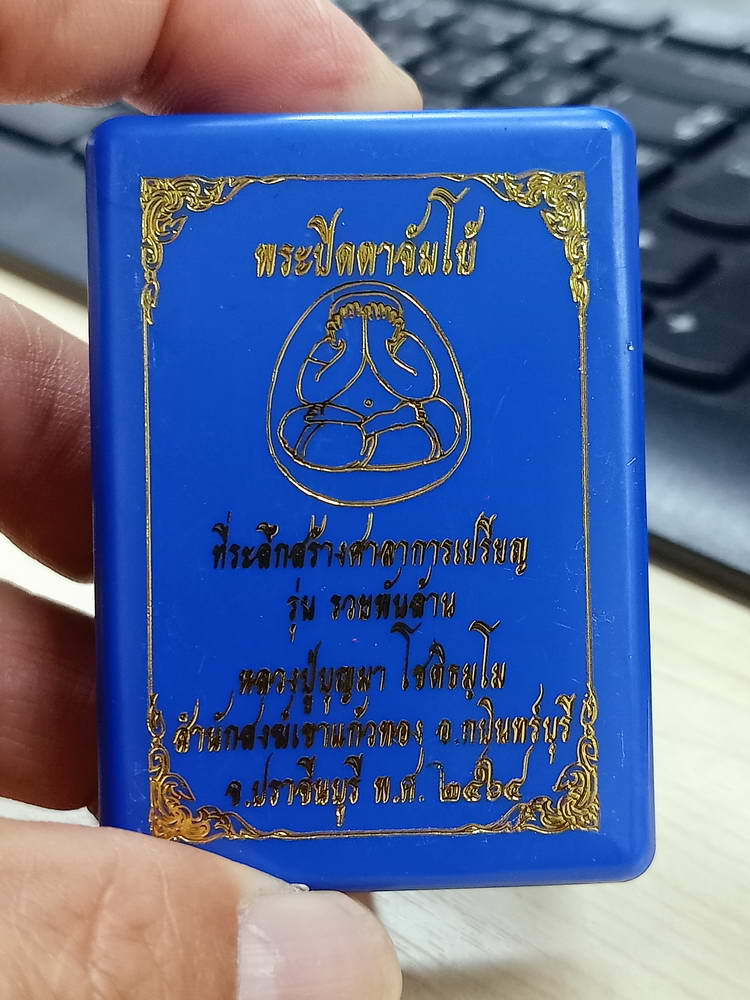 พระปิดตาจัมโบ้
ที่ระลึกสร้างศาลาการเปรียญ
รุ่น รวยพันล้าน
หลวงปู่บุญมา โชติธมฺโม
สำนักสงฆ์เขาแก้วทอง อ.กบินทร์บุรี
จ.ปราจีนบุรี พ.ศ. ๒๕๖๔